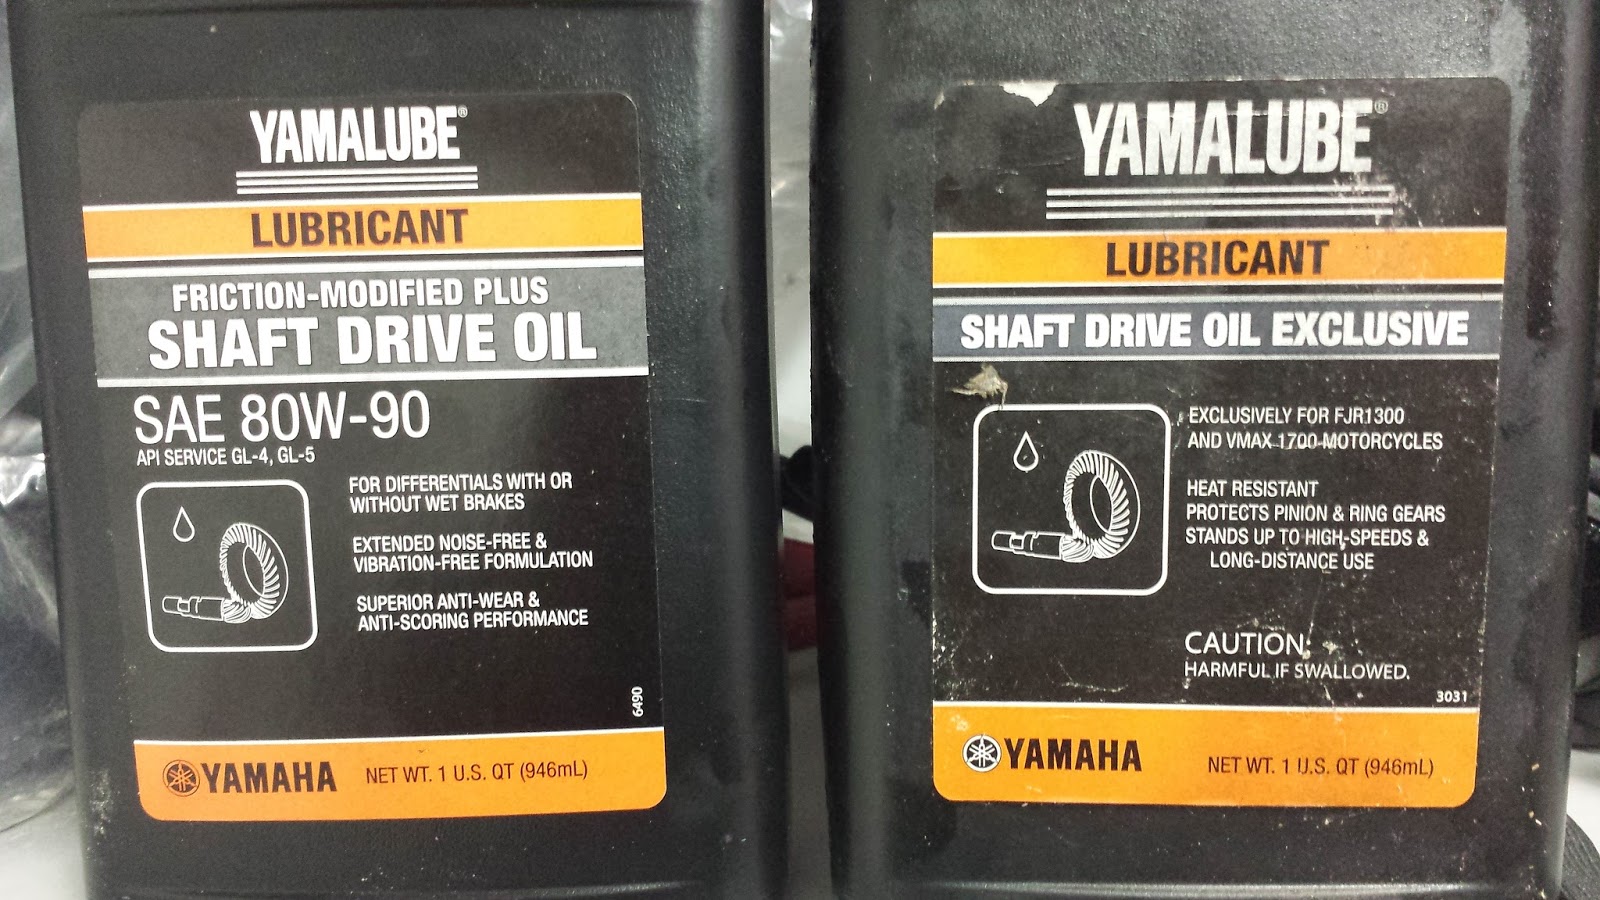 YAMALUBE®
LUBRICANT
FRICTION-MODIFIED PLUS
SHAFT DRIVE OIL
SAE 80W-90
API SERVICE GL-4, GL-5
FOR DIFFERENTIALS WITH OR
WITHOUT WET BRAKES
EXTENDED NOISE-FREE &
VIBRATION-FREE FORMULATION
SUPERIOR ANTI-WEAR &
ANTI-SCORING PERFORMANCE
6490
YAMAHA NET WT. 1 U.S. QT (946mL)
YAMALUBE®
LUBRICANT
SHAFT DRIVE OIL EXCLUSIVE
EXCLUSIVELY FOR FJR1300
AND VMAX 1700 MOTORCYCLES
HEAT RESISTANT
PROTECTS PINION & RING GEARS
STANDS UP TO HIGH-SPEEDS &
LONG-DISTANCE USE
CAUTION:
HARMFUL IF SWALLOWED.
3031
YAMAHA NET WT. 1 U.S. QT (946mL)